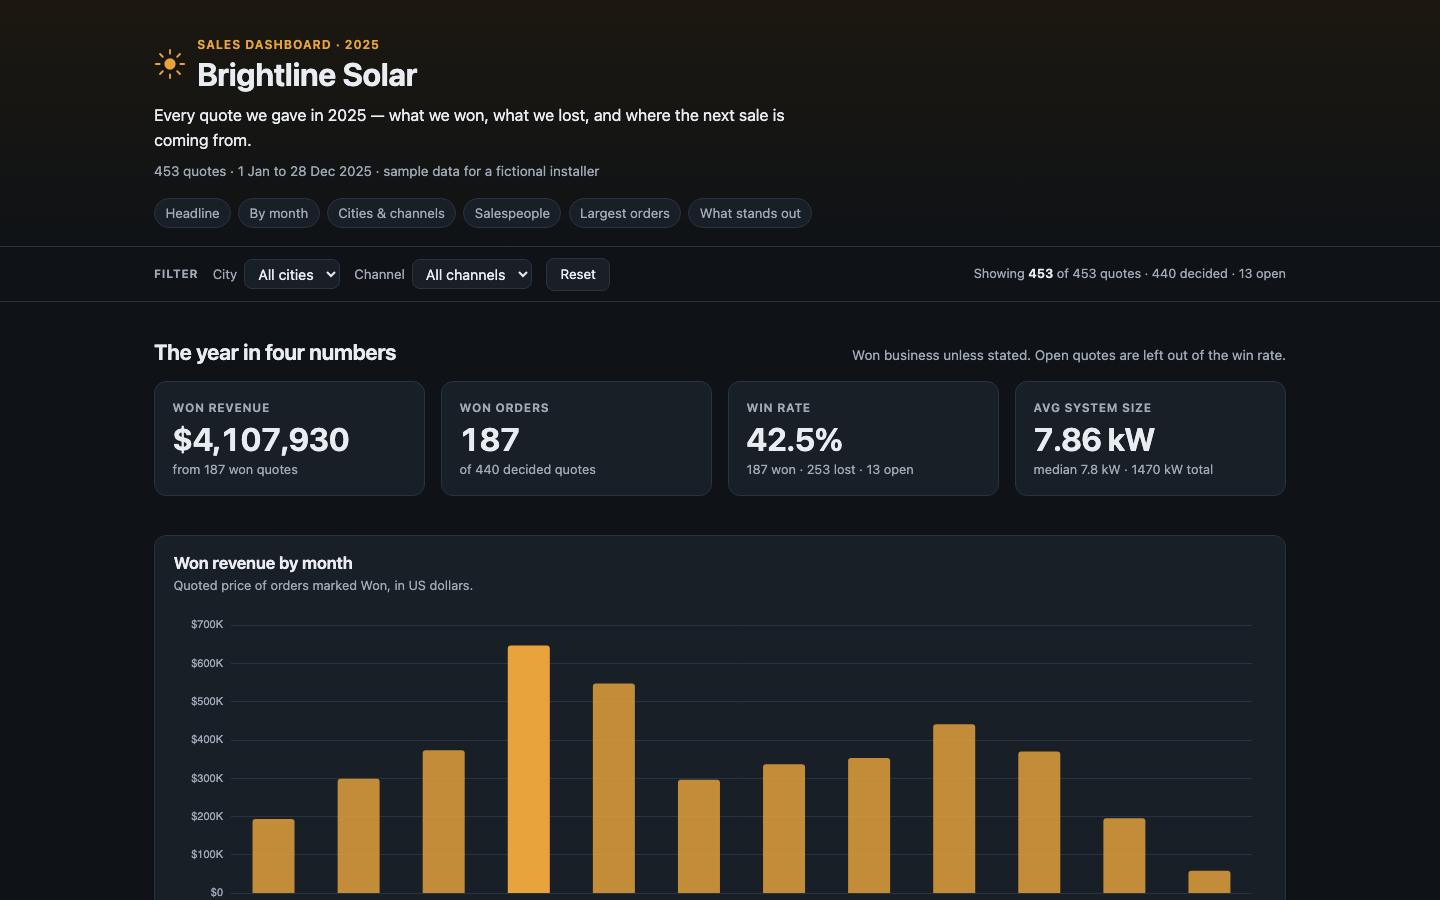 SALES DASHBOARD · 2025
Brightline Solar
Every quote we gave in 2025 — what we won, what we lost, and where the next sale is
coming from.
453 quotes · 1 Jan to 28 Dec 2025 · sample data for a fictional installer
Headline
By month
Cities & channels
Salespeople
Largest orders
What stands out
FILTER
City
All cities
Channel
All channels
Reset
Showing 453 of 453 quotes · 440 decided · 13 open
The year in four numbers
Won business unless stated. Open quotes are left out of the win rate.
WON REVENUE
$4,107,930
from 187 won quotes
WON ORDERS
187
of 440 decided quotes
WIN RATE
42.5%
187 won · 253 lost · 13 open
AVG SYSTEM SIZE
7.86 kW
median 7.8 kW · 1470 kW total
Won revenue by month
Quoted price of orders marked Won, in US dollars.
$700K
$600K
$500K
$400K
$300K
$200K
$100K
$0